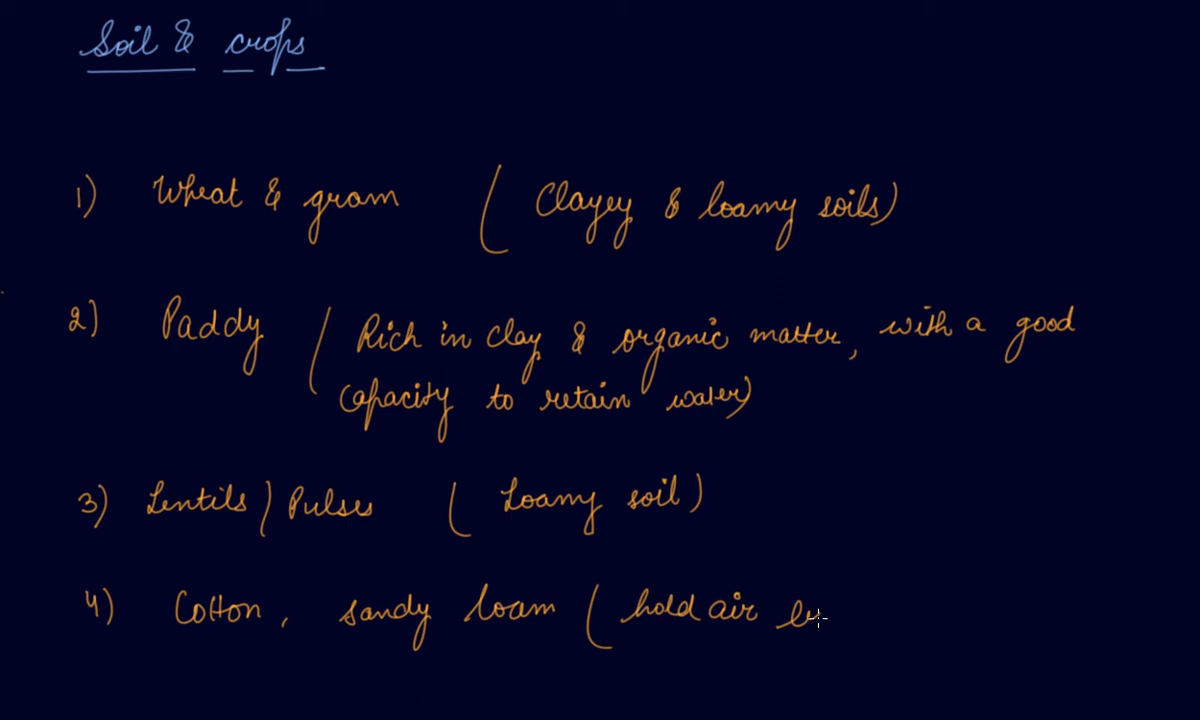 Soil & crops
1) Wheat & gram (Clayey & loamy soils)
2) Paddy (Rich in clay & organic matter, with a good
capacity to retain water)
3) Lentils / Pulses (Loamy soil)
4) Cotton, sandy loam (hold air